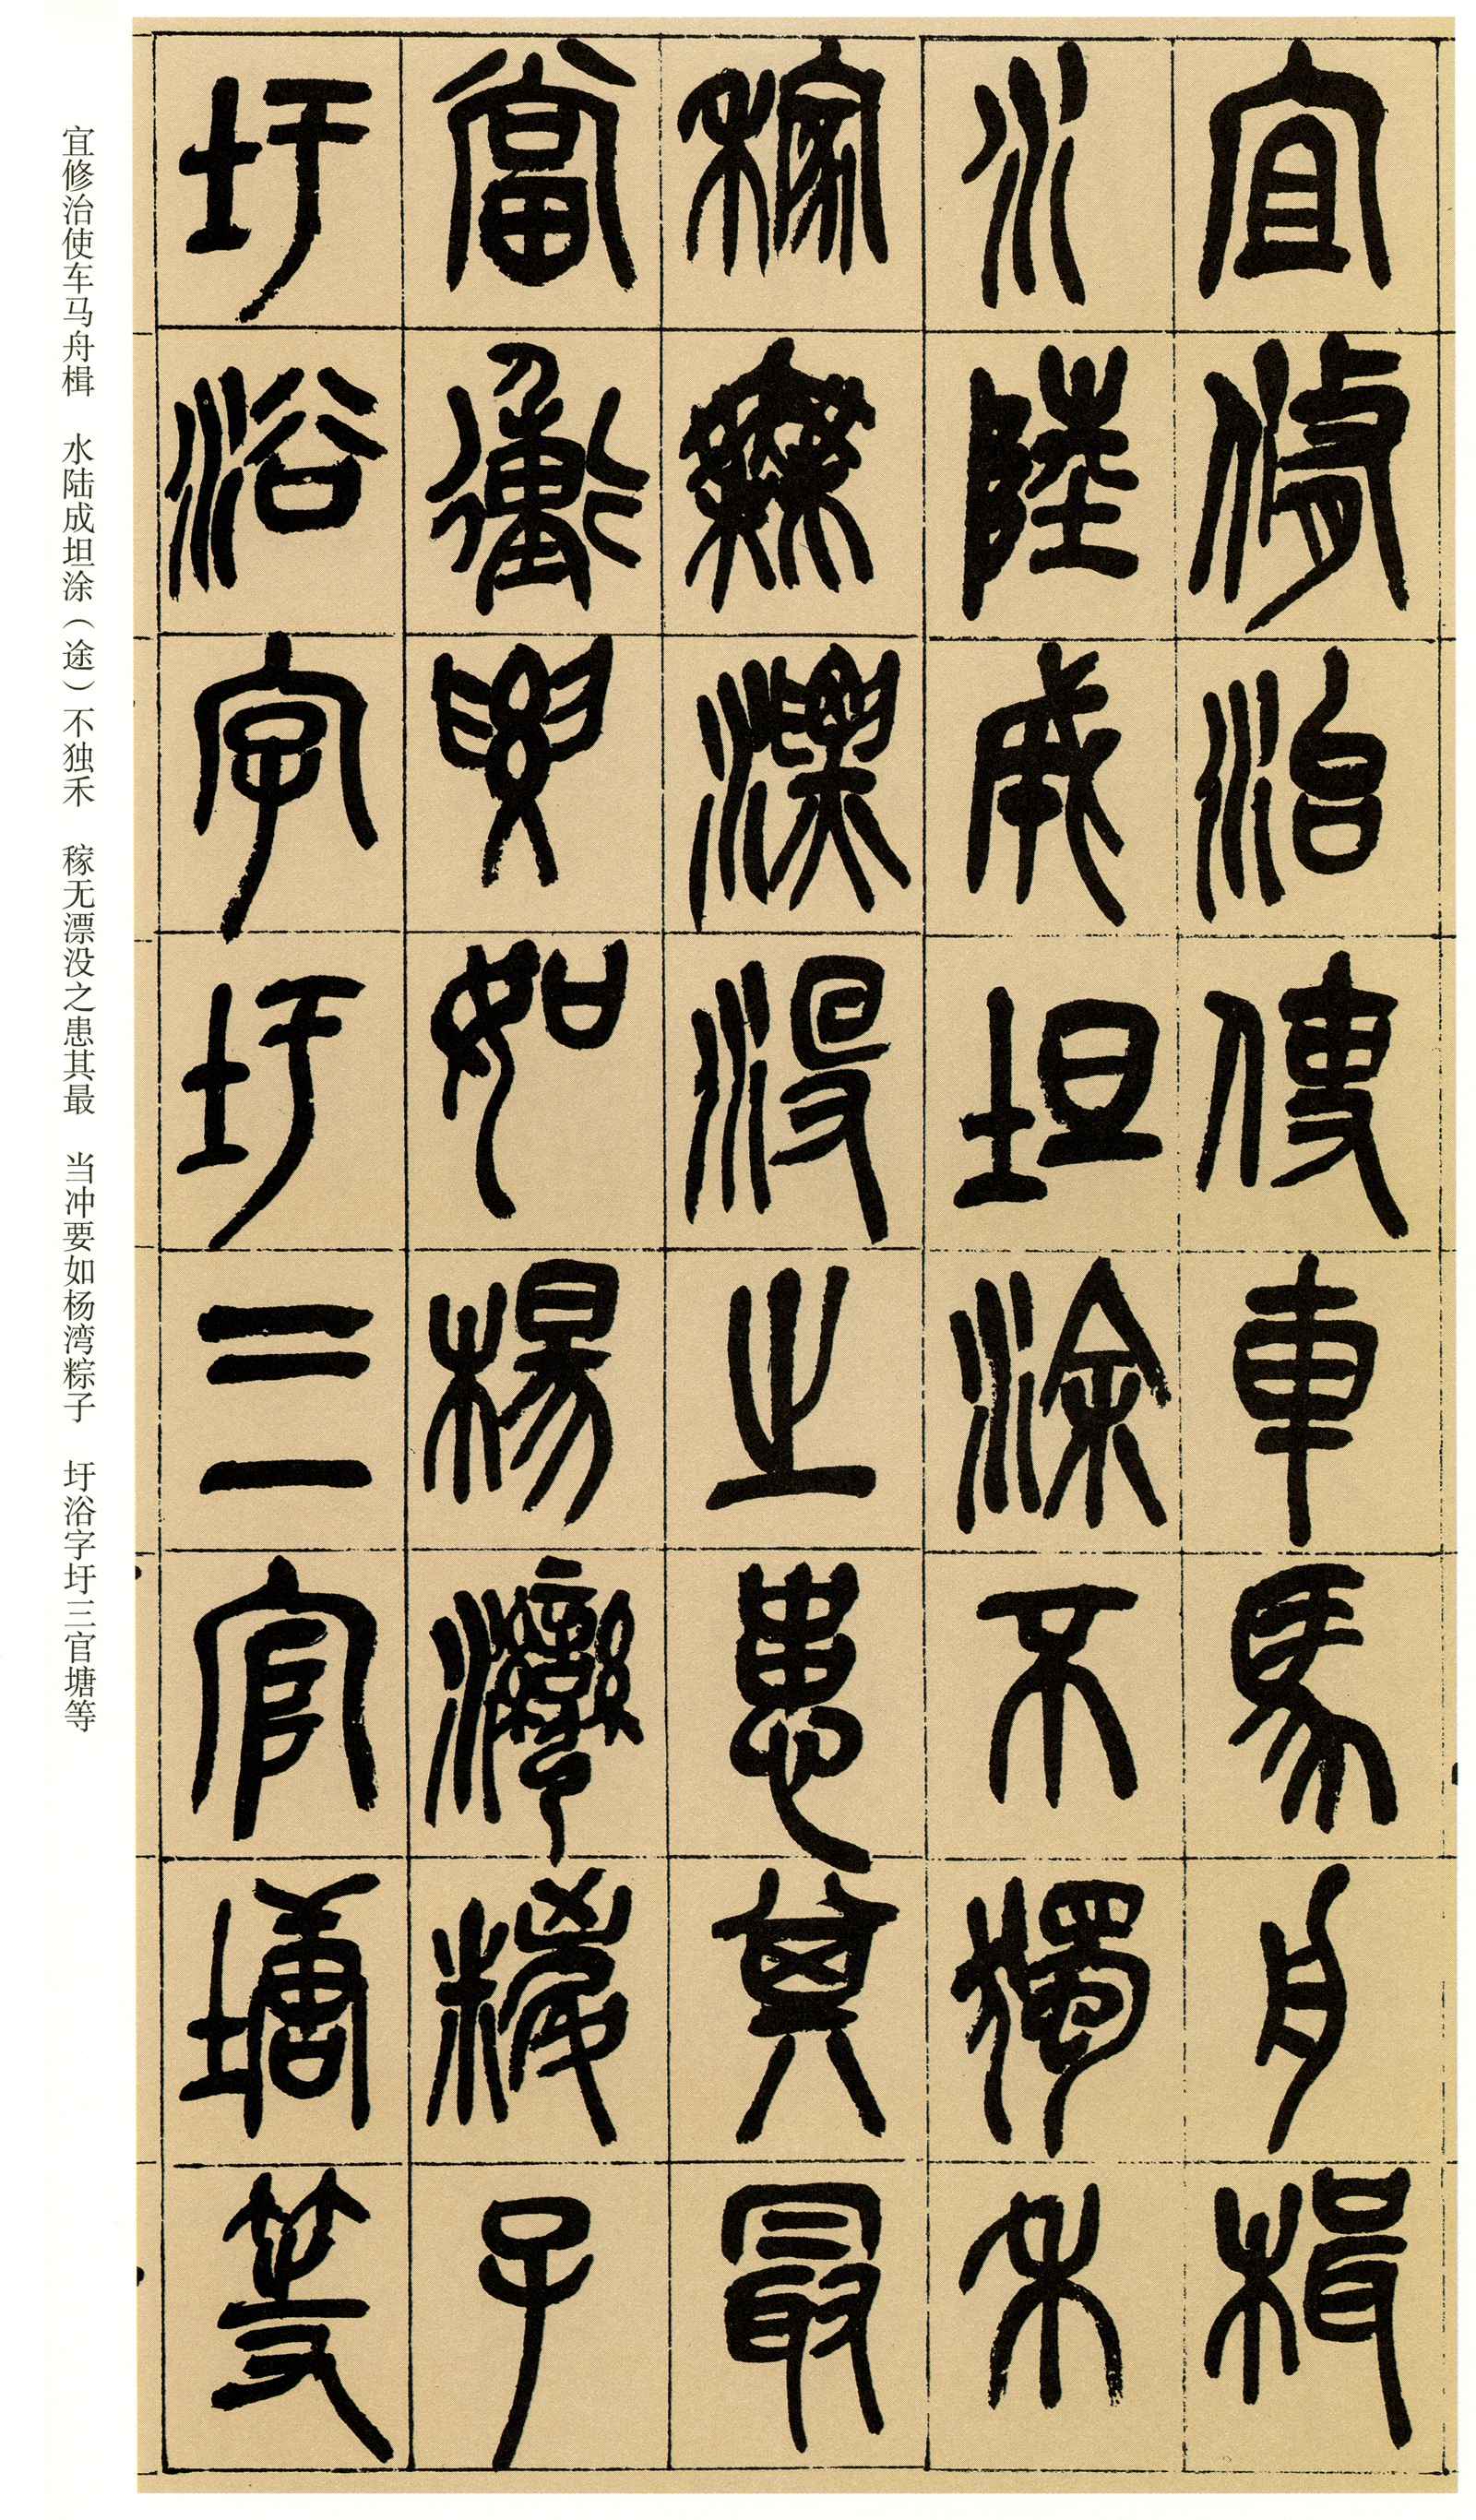 宜修治使車馬舟楫
水陸成坦涂不獨禾
稼無漂没之患其最
當衝要如楊灣糉子
圩浴字圩三官塘等
宜修治使车马舟楫　水陆成坦涂（途）不独禾　稼无漂没之患其最　当冲要如杨湾粽子　圩浴字圩三官塘等